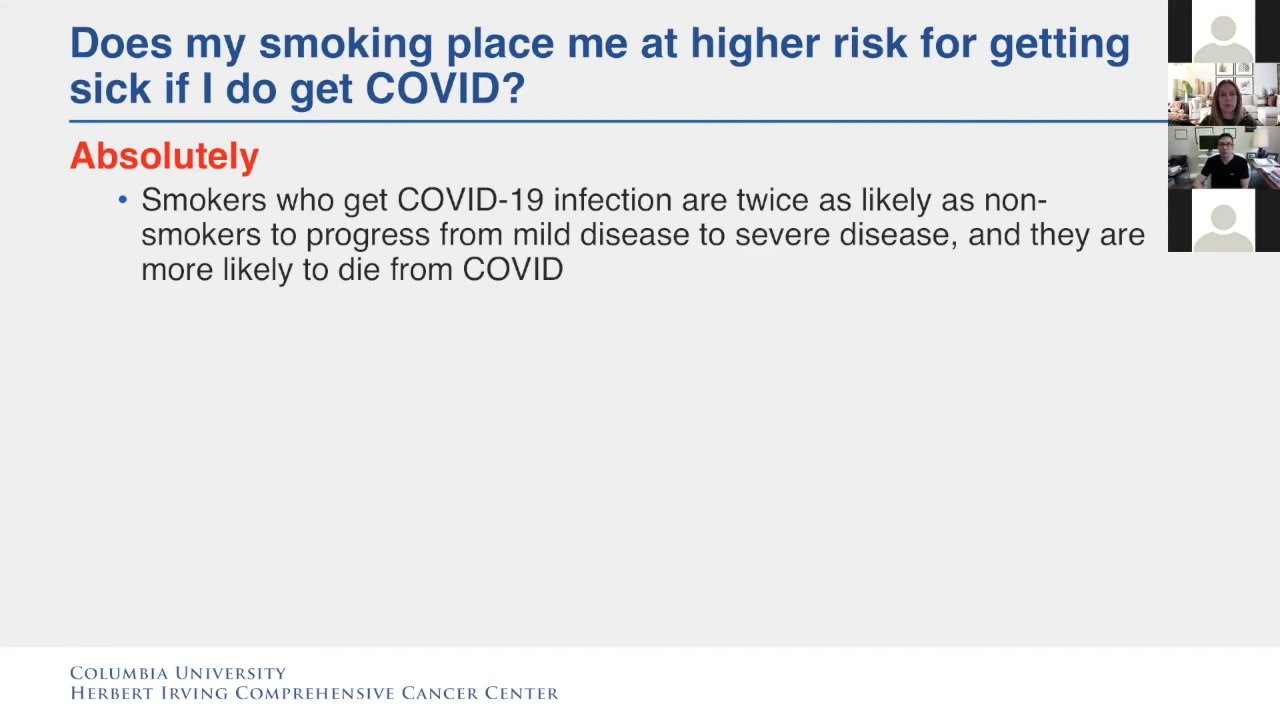 Does my smoking place me at higher risk for getting
sick if I do get COVID?
Absolutely
• Smokers who get COVID-19 infection are twice as likely as non-
smokers to progress from mild disease to severe disease, and they are
more likely to die from COVID
COLUMBIA UNIVERSITY
HERBERT IRVING COMPREHENSIVE CANCER CENTER